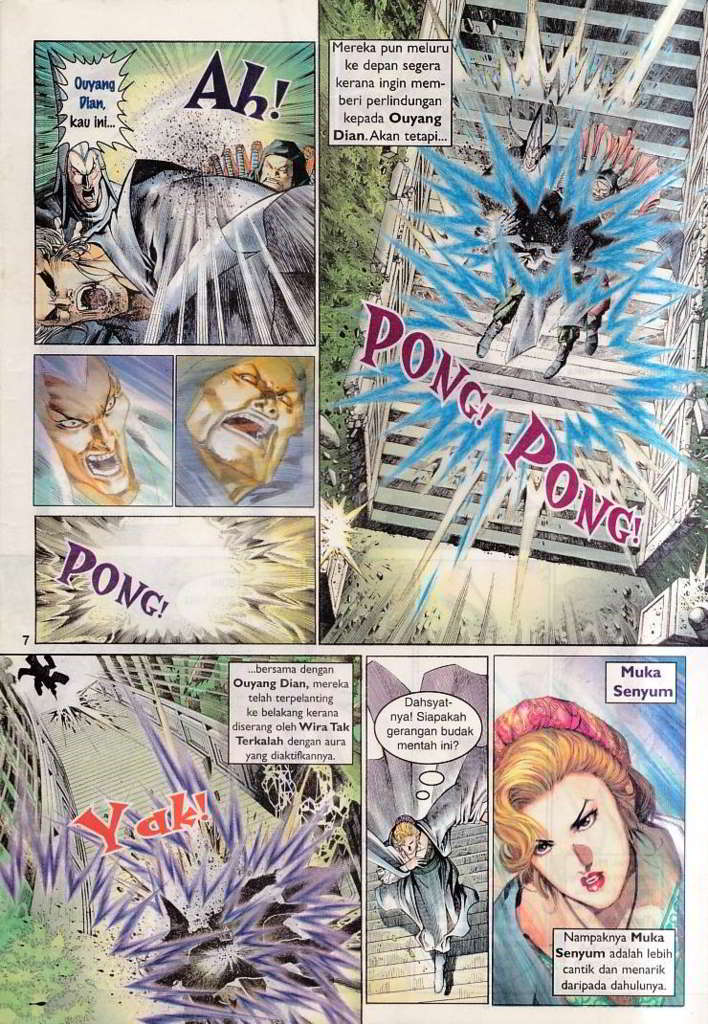 Ouyang
Dian,
kau ini...
Ah!
Mereka pun meluru
ke depan segera
kerana ingin mem-
beri perlindungan
kepada Ouyang
Dian. Akan tetapi...
PONG!
PONG!
PONG!
7
...bersama dengan
Ouyang Dian, mereka
telah terpelanting
ke belakang kerana
diserang oleh Wira Tak
Terkalah dengan aura
yang diaktifkannya.
Yak!
Dahsyat-
nya! Siapakah
gerangan budak
mentah ini?
Muka
Senyum
Nampaknya Muka
Senyum adalah lebih
cantik dan menarik
daripada dahulunya.